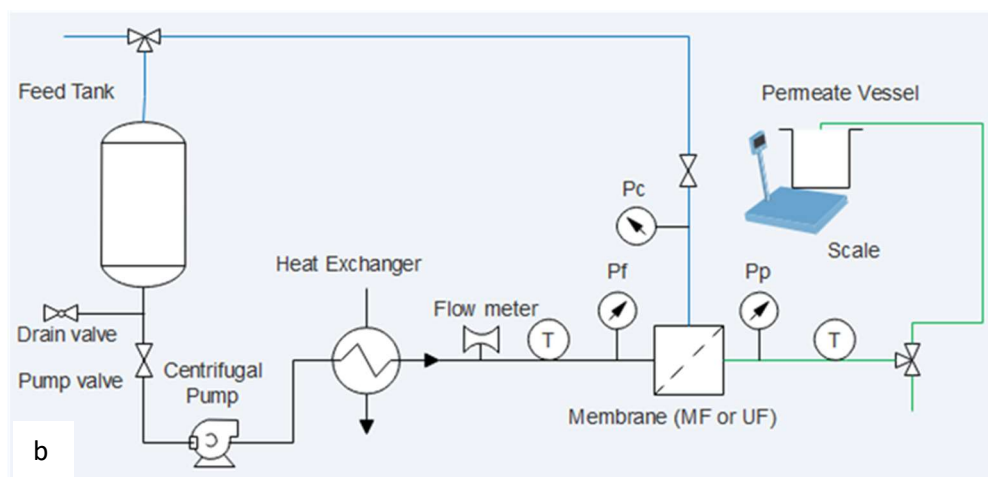 Feed Tank
Permeate Vessel
Pc
Scale
Heat Exchanger
Pf
Pp
Flow meter
Drain valve
T
T
Pump valve
Centrifugal
Pump
Membrane (MF or UF)
b